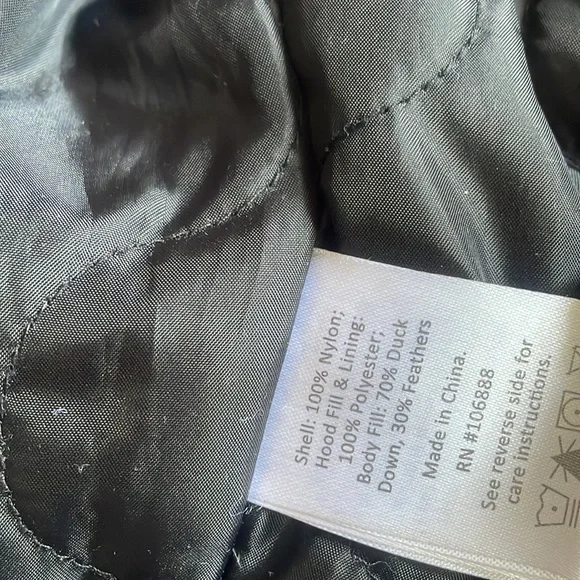 Shell: 100% Nylon;
Hood Fill & Lining:
100% Polyester;
Body Fill: 70% Duck
Down, 30% Feathers
Made in China.
RN #106888
See reverse side for
care instructions.